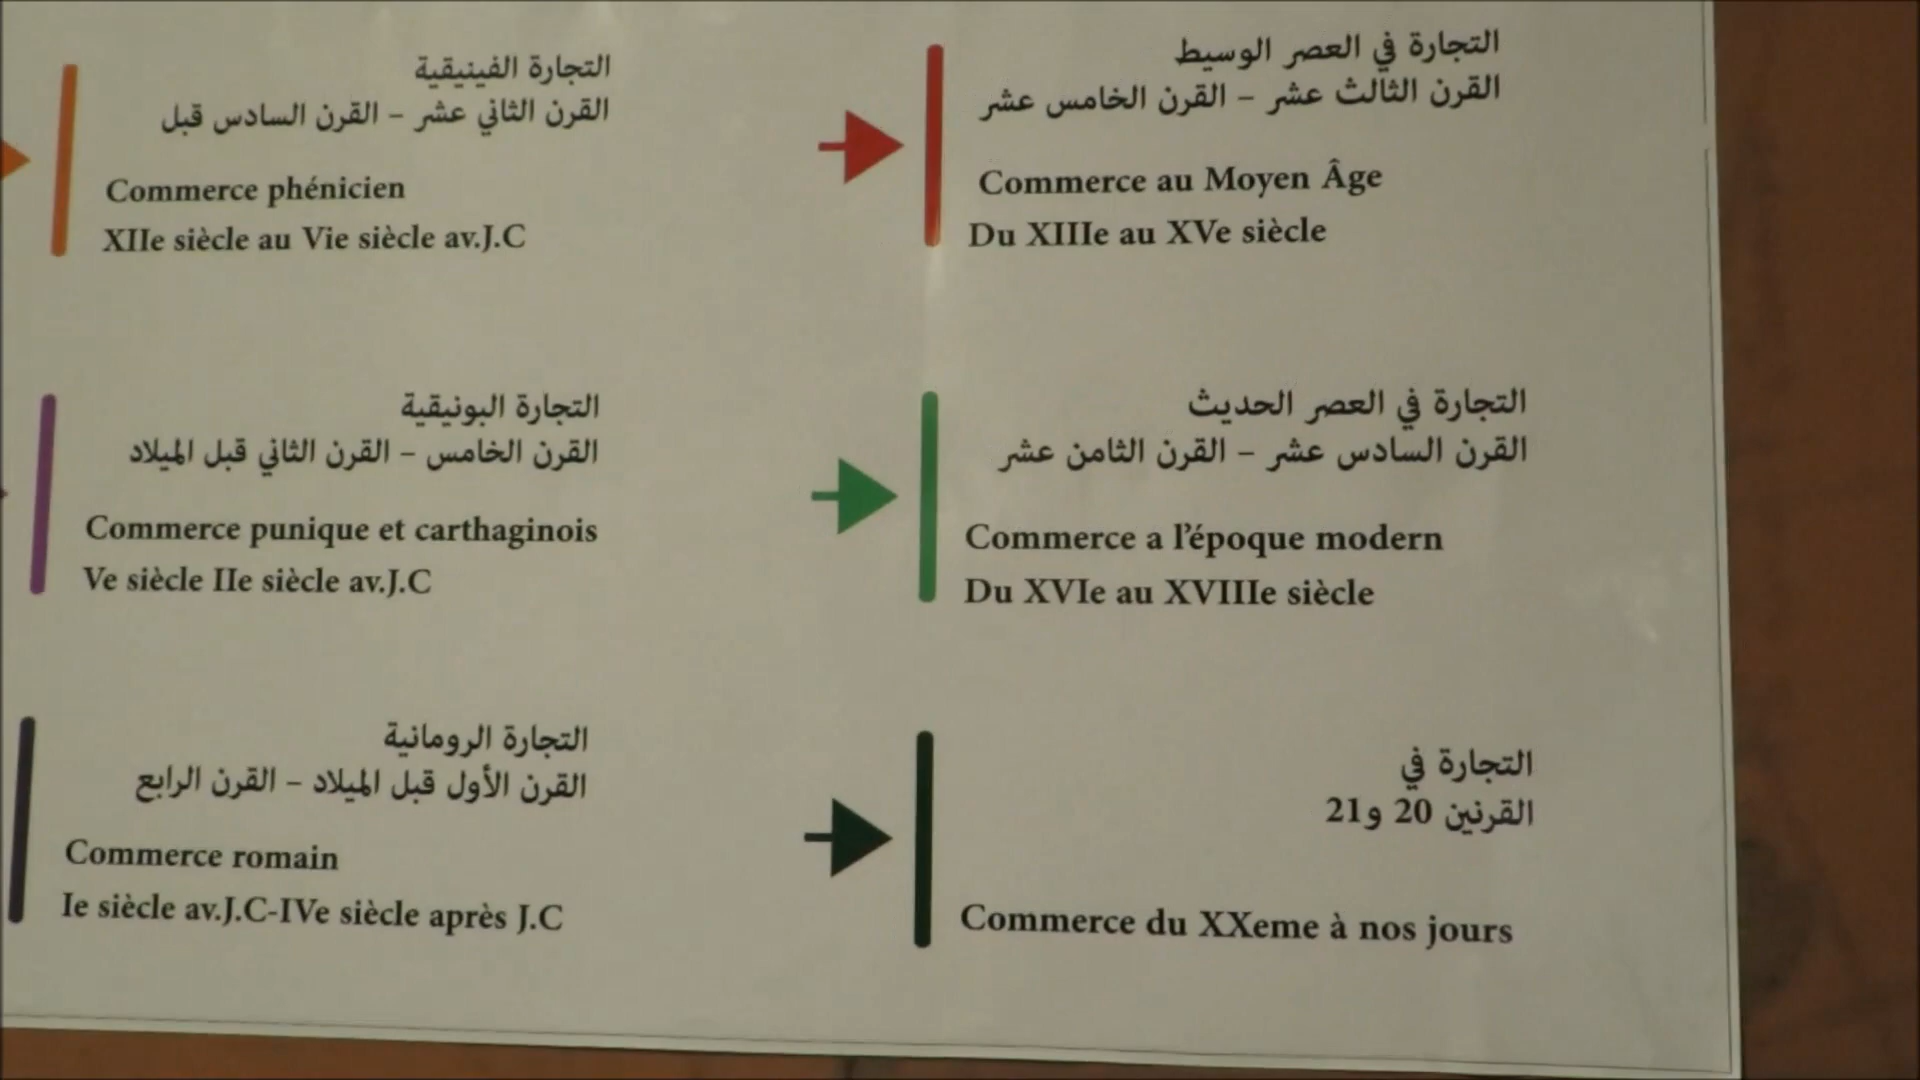 التجارة الفينيقية
القرن الثاني عشر – القرن السادس قبل
Commerce phénicien
XIIe siècle au Vie siècle av.J.C
التجارة البونيقية
القرن الخامس – القرن الثاني قبل الميلاد
Commerce punique et carthaginois
Ve siècle IIe siècle av.J.C
التجارة الرومانية
القرن الأول قبل الميلاد – القرن الرابع
Commerce romain
Ie siècle av.J.C-IVe siècle après J.C
التجارة في العصر الوسيط
القرن الثالث عشر – القرن الخامس عشر
Commerce au Moyen Âge
Du XIIIe au XVe siècle
التجارة في العصر الحديث
القرن السادس عشر – القرن الثامن عشر
Commerce a l’époque modern
Du XVIe au XVIIIe siècle
التجارة في
القرنين 20 و21
Commerce du XXeme à nos jours